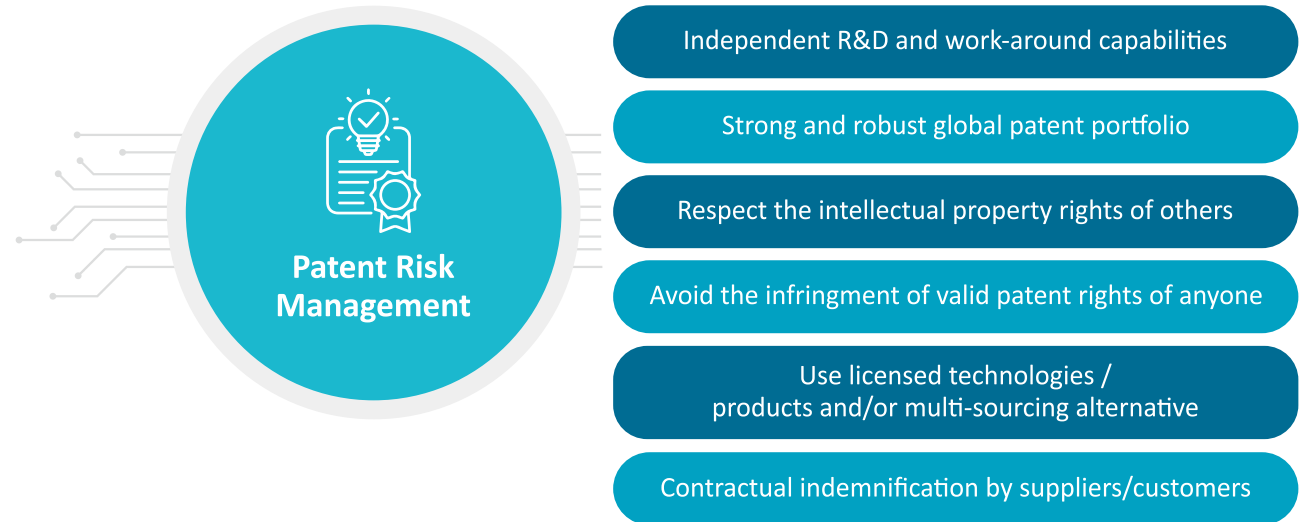 Patent Risk
Management
Independent R&D and work-around capabilities
Strong and robust global patent portfolio
Respect the intellectual property rights of others
Avoid the infringment of valid patent rights of anyone
Use licensed technologies /
products and/or multi-sourcing alternative
Contractual indemnification by suppliers/customers